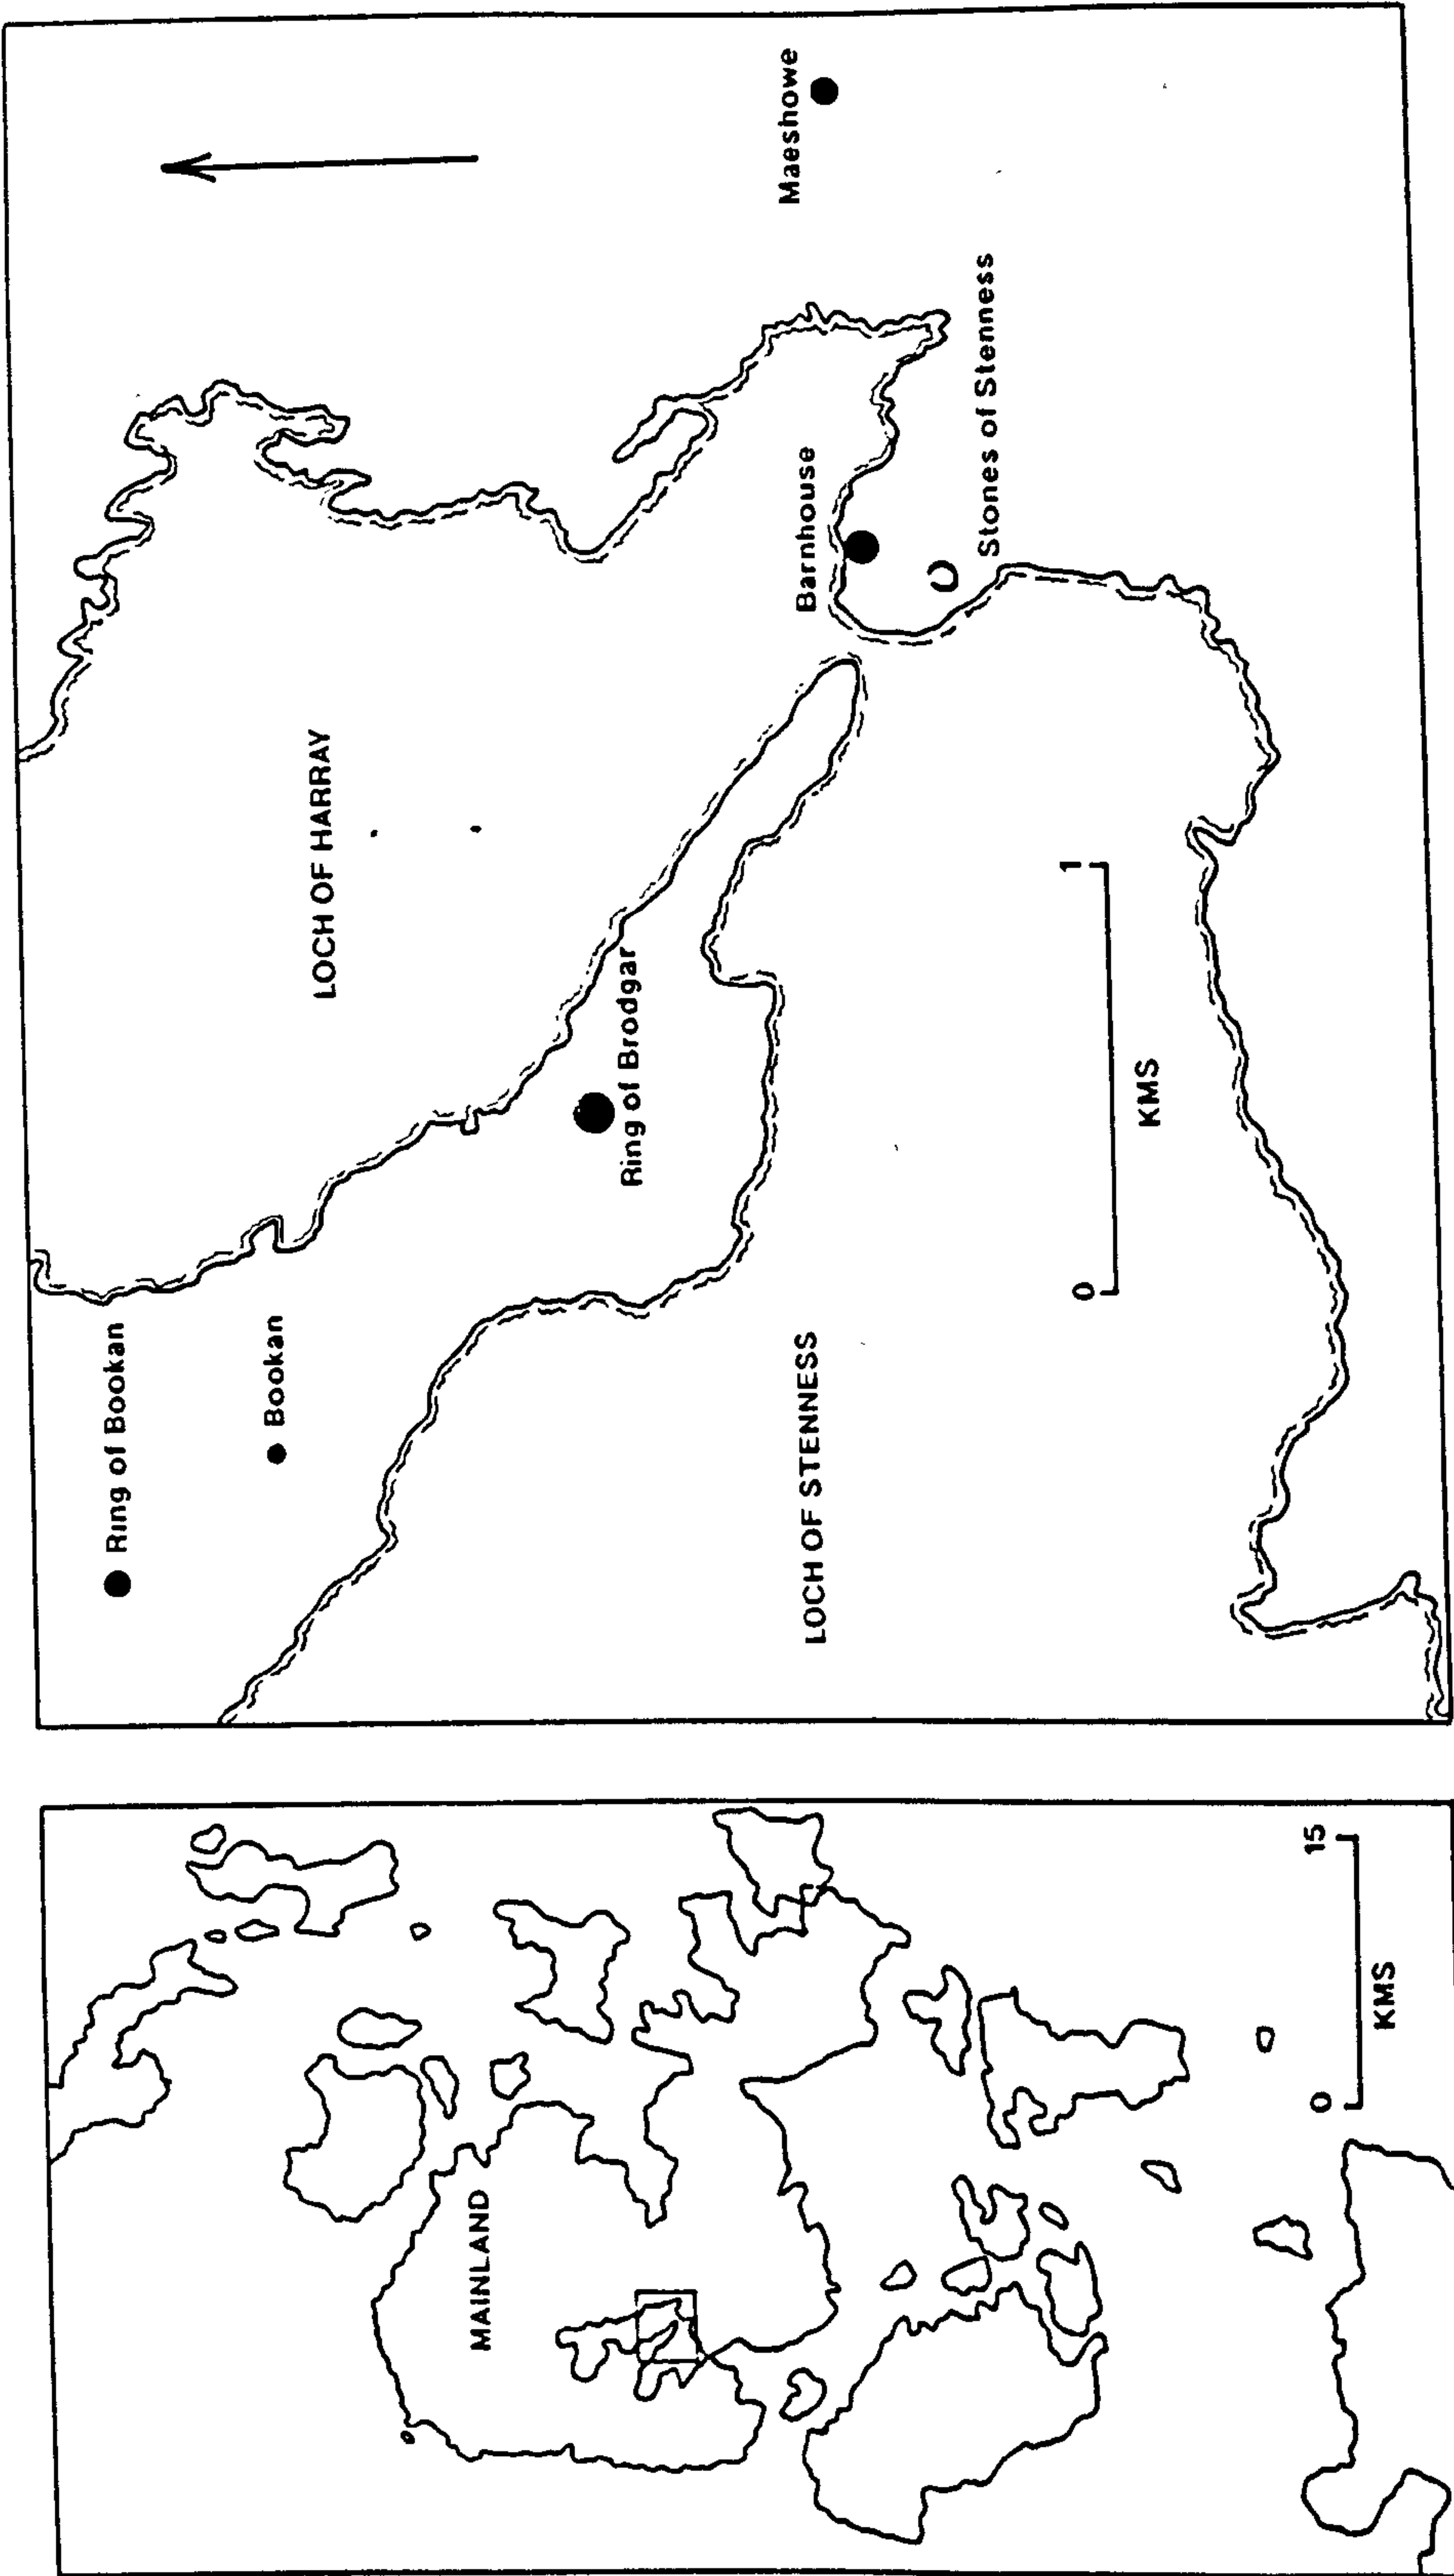 MAINLAND
0
15
KMS
Ring of Bookan
Bookan
LOCH OF HARRAY
Ring of Brodgar
Barnhouse
Maeshowe
Stones of Stenness
LOCH OF STENNESS
0
1
KMS